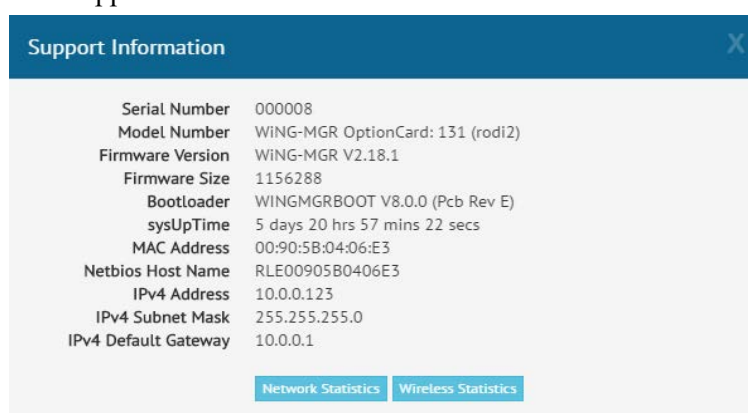 Support Information X
Serial Number 000008
Model Number WiNG-MGR OptionCard: 131 (rodi2)
Firmware Version WiNG-MGR V2.18.1
Firmware Size 1156288
Bootloader WINGMGRBOOT V8.0.0 (Pcb Rev E)
sysUpTime 5 days 20 hrs 57 mins 22 secs
MAC Address 00:90:5B:04:06:E3
Netbios Host Name RLE00905B0406E3
IPv4 Address 10.0.0.123
IPv4 Subnet Mask 255.255.255.0
IPv4 Default Gateway 10.0.0.1
Network Statistics Wireless Statistics